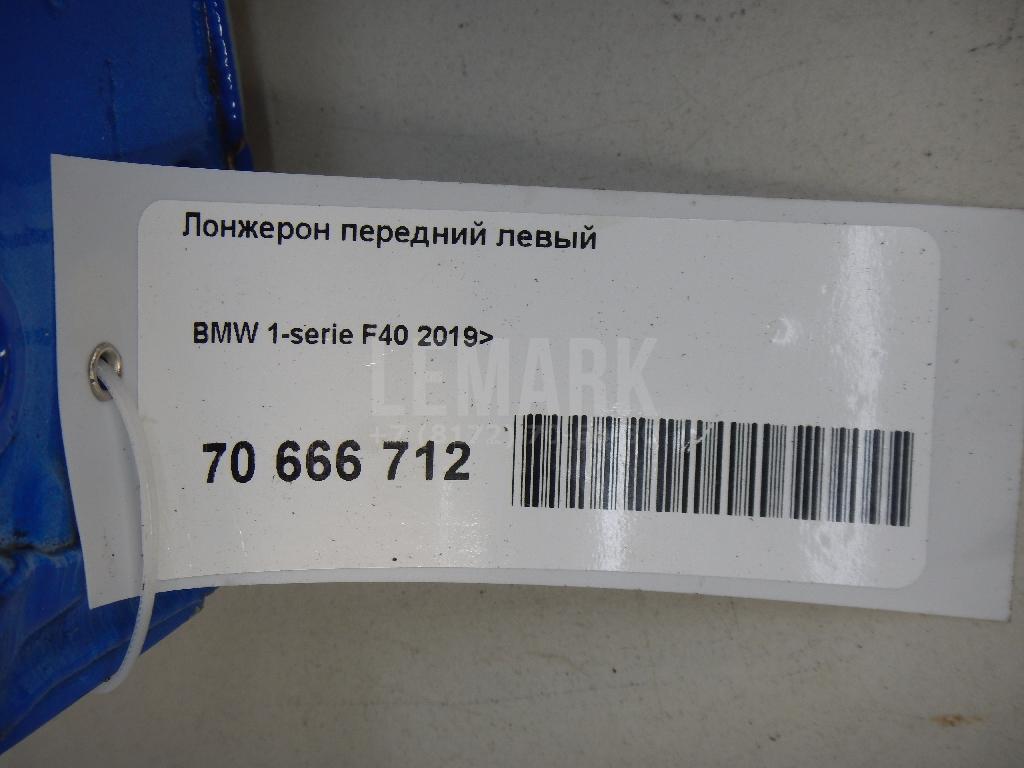 Лонжерон передний левый
BMW 1-serie F40 2019>
LEMARK
70 666 712